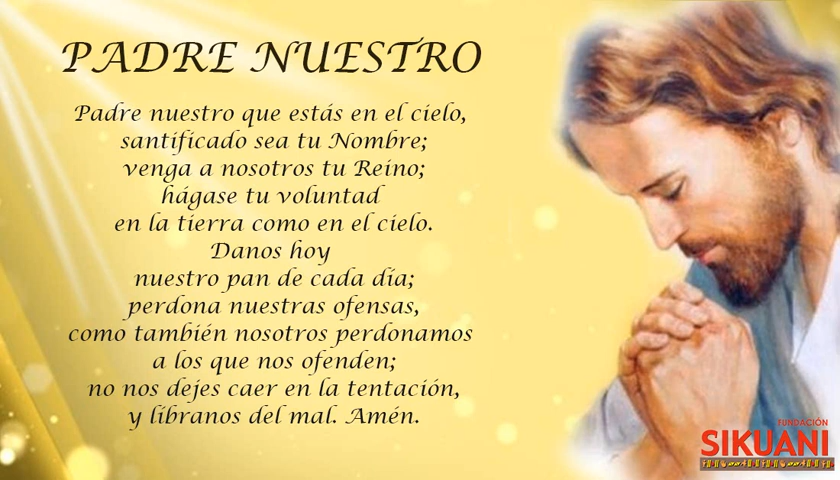 PADRE NUESTRO
Padre nuestro que estás en el cielo,
santificado sea tu Nombre;
venga a nosotros tu Reino;
hágase tu voluntad
en la tierra como en el cielo.
Danos hoy
nuestro pan de cada día;
perdona nuestras ofensas,
como también nosotros perdonamos
a los que nos ofenden;
no nos dejes caer en la tentación,
y líbranos del mal. Amén.
FUNDACIÓN
SIKUANI